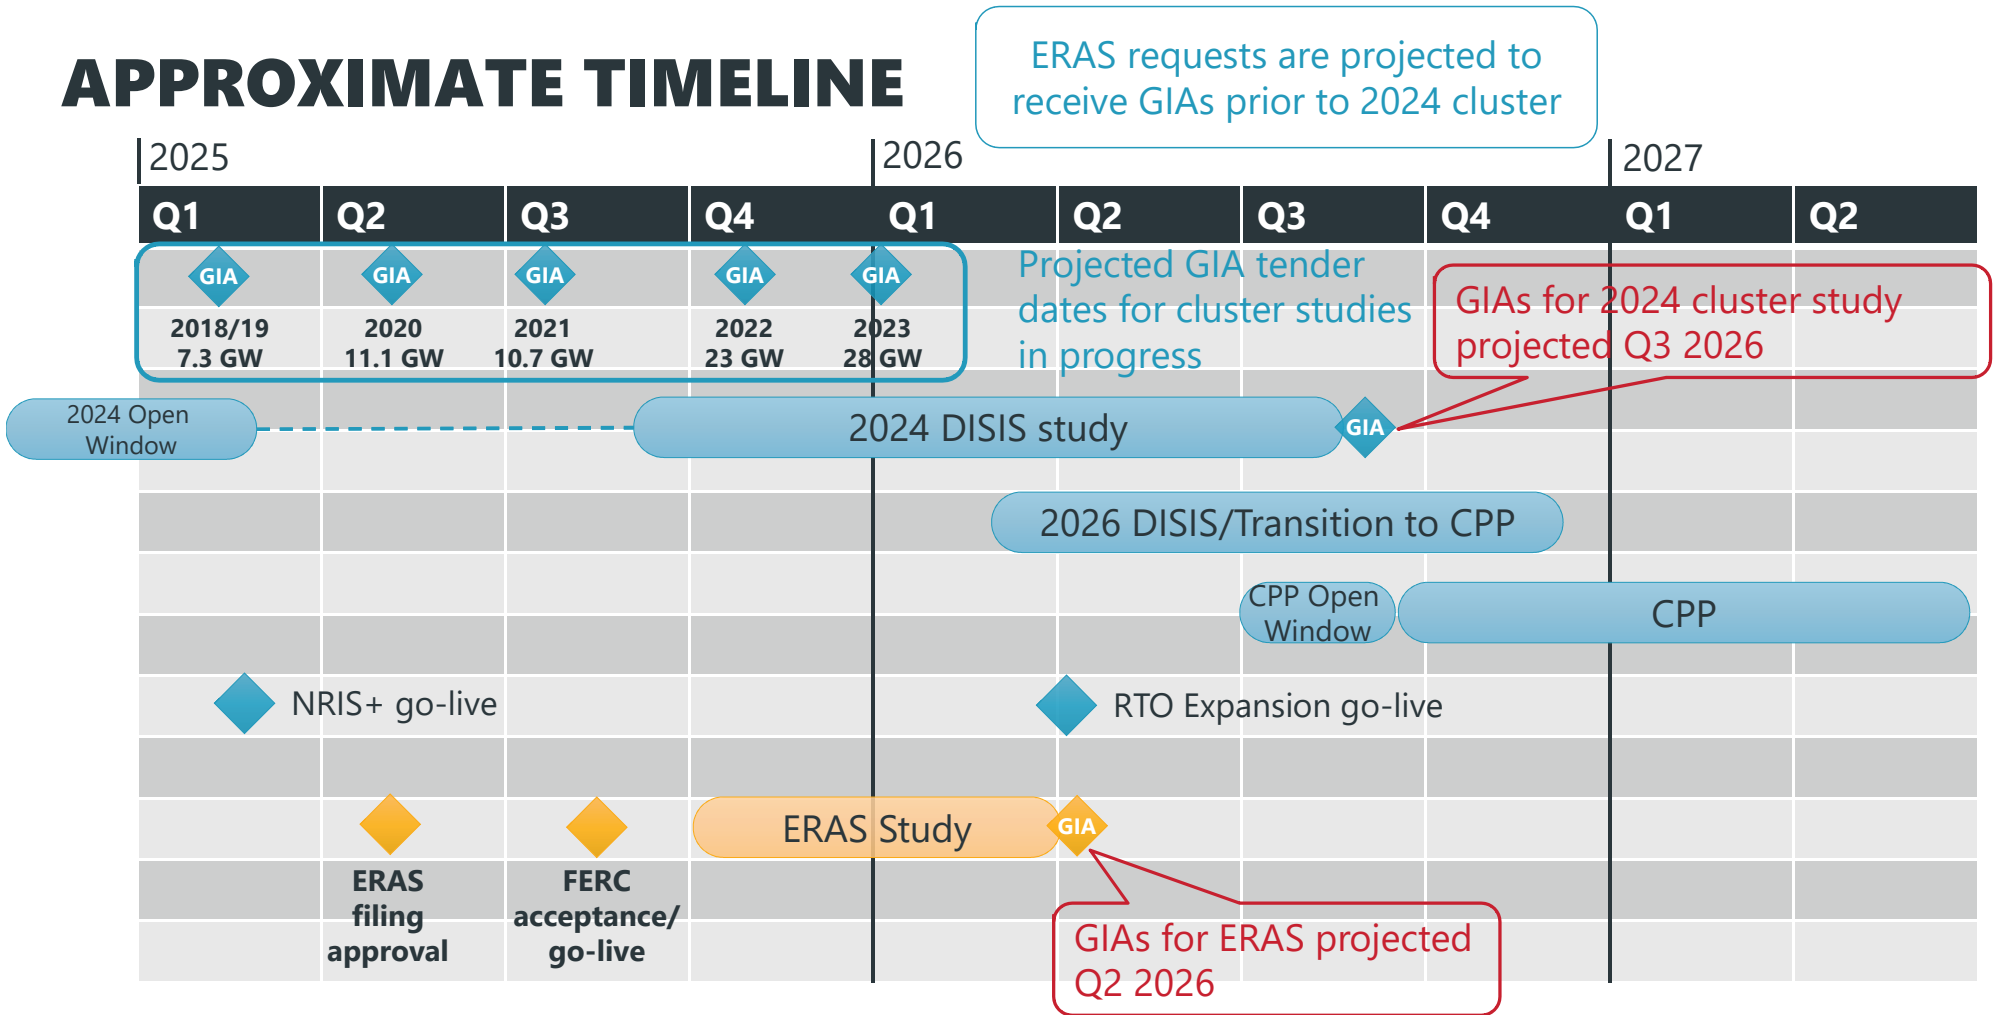 APPROXIMATE TIMELINE
ERAS requests are projected to
receive GIAs prior to 2024 cluster
2025
2026
2027
Q1
Q2
Q3
Q4
Q1
Q2
Q3
Q4
Q1
Q2
GIA
GIA
GIA
GIA
GIA
2018/19
7.3 GW
2020
11.1 GW
2021
10.7 GW
2022
23 GW
2023
28 GW
Projected GIA tender
dates for cluster studies
in progress
GIAs for 2024 cluster study
projected Q3 2026
2024 Open
Window
2024 DISIS study
GIA
2026 DISIS/Transition to CPP
CPP Open
Window
CPP
NRIS+ go-live
RTO Expansion go-live
ERAS Study
GIA
ERAS
filing
approval
FERC
acceptance/
go-live
GIAs for ERAS projected
Q2 2026